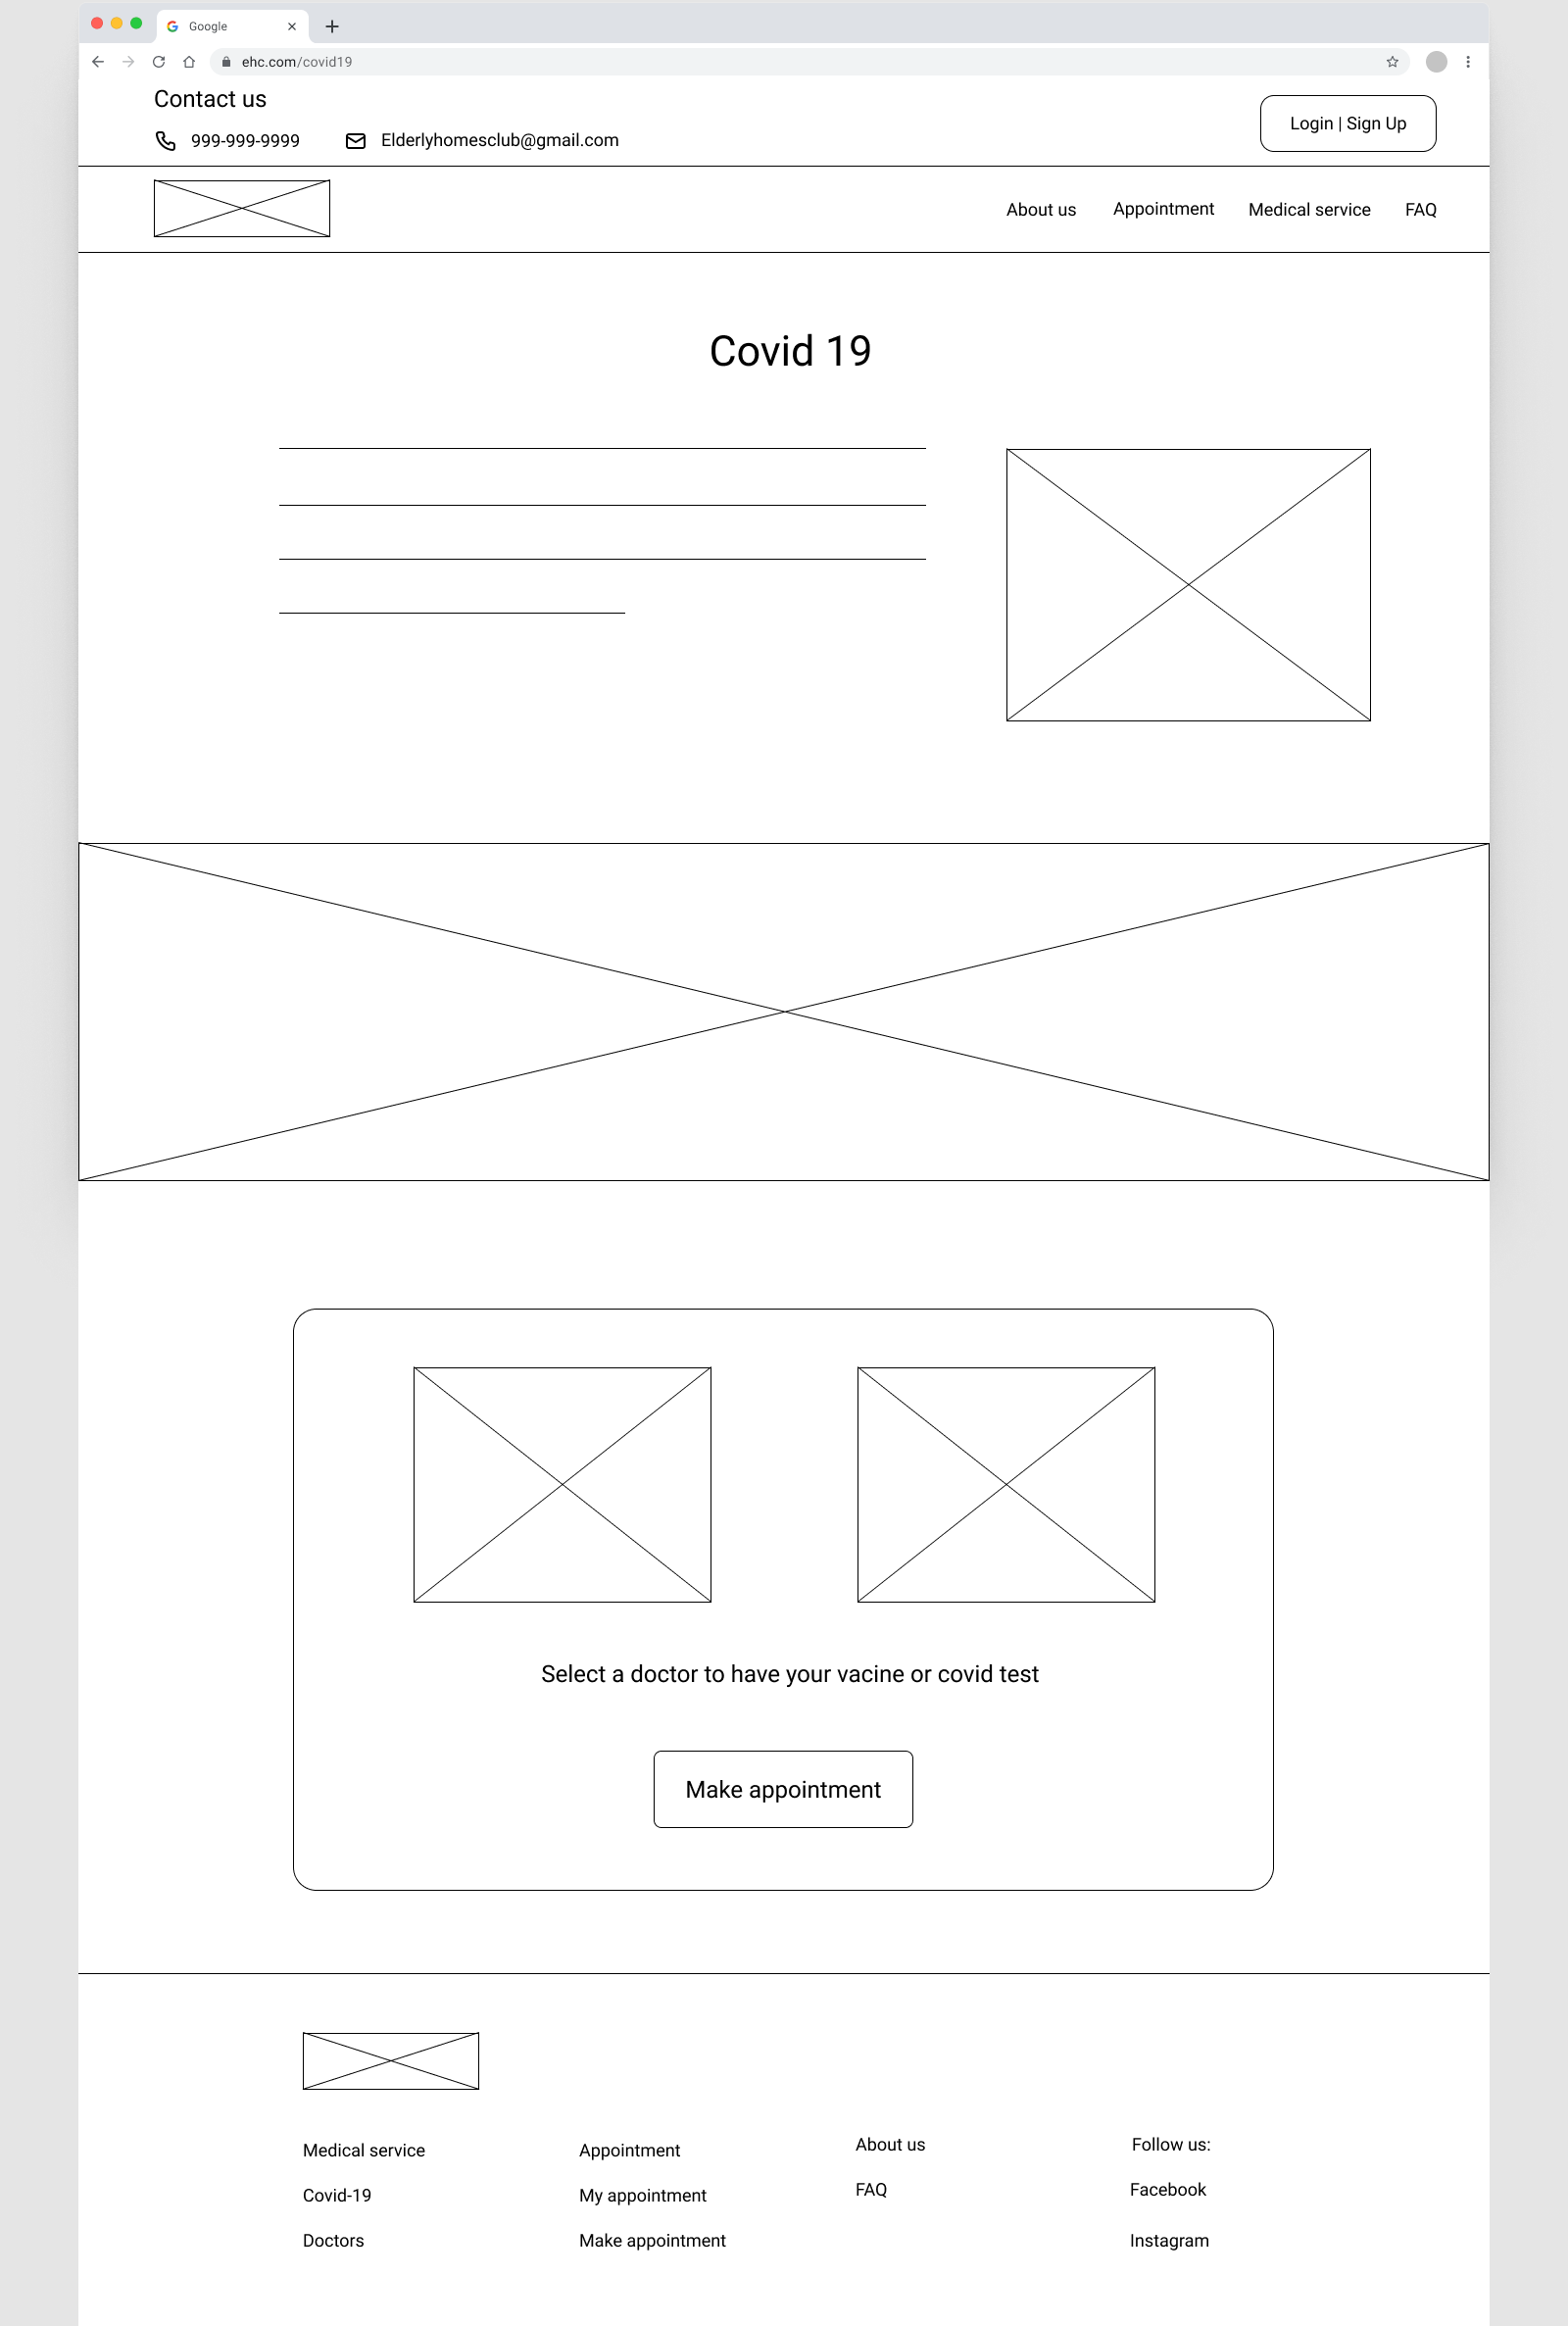 Google
ehc.com/covid19
Contact us
999-999-9999 Elderlyhomesclub@gmail.com
Login | Sign Up
About us Appointment Medical service FAQ
Covid 19
Select a doctor to have your vacine or covid test
Make appointment
Medical service Appointment About us Follow us:
Covid-19 My appointment FAQ Facebook
Doctors Make appointment Instagram